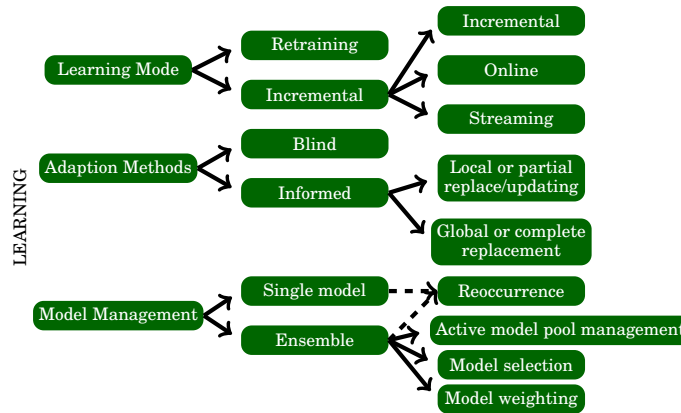 Incremental
Retraining
Learning Mode
Online
Incremental
Streaming
Blind
Adaption Methods
Local or partial
replace/updating
Informed
Global or complete
replacement
LEARNING
Single model
Reoccurrence
Model Management
Active model pool management
Ensemble
Model selection
Model weighting